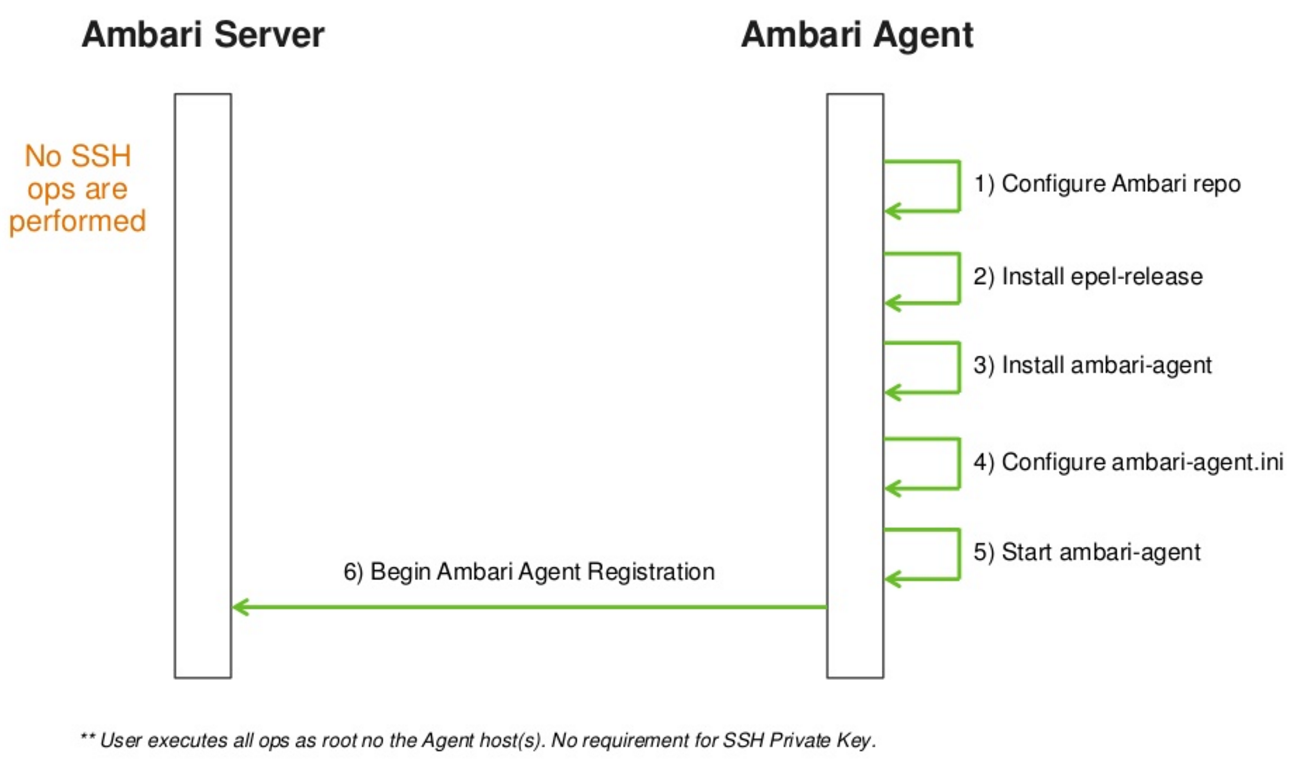 Ambari Server
Ambari Agent
No SSH
ops are
performed
1) Configure Ambari repo
2) Install epel-release
3) Install ambari-agent
4) Configure ambari-agent.ini
5) Start ambari-agent
6) Begin Ambari Agent Registration
** User executes all ops as root no the Agent host(s). No requirement for SSH Private Key.